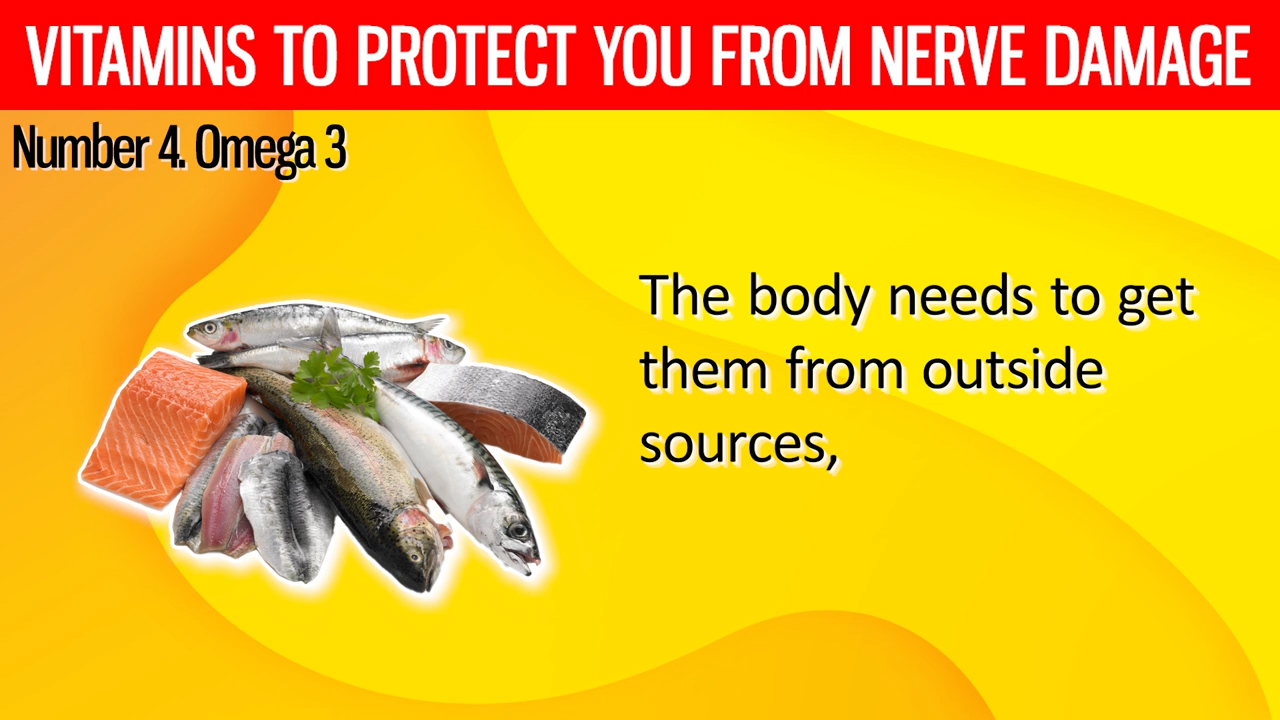 VITAMINS TO PROTECT YOU FROM NERVE DAMAGE
Number 4. Omega 3
The body needs to get
them from outside
sources,